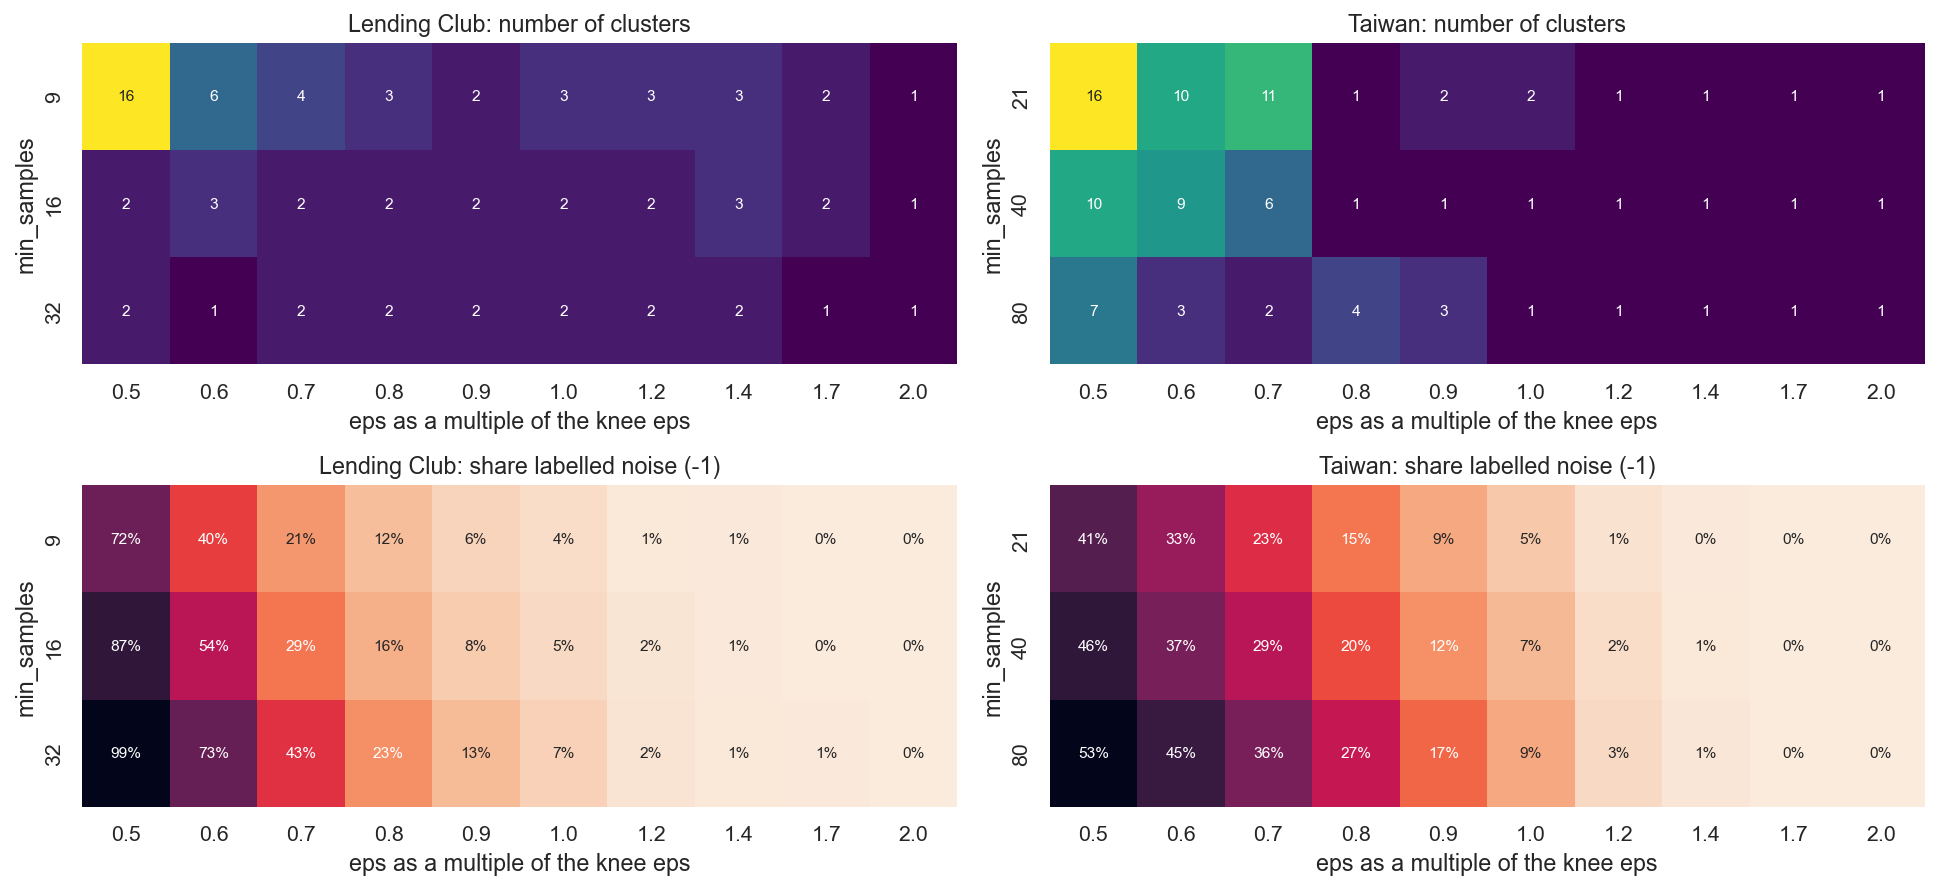 Lending Club: number of clusters
min_samples
9
16 6 4 3 2 3 3 3 2 1
16
2 3 2 2 2 2 2 3 2 1
32
2 1 2 2 2 2 2 2 1 1
0.5 0.6 0.7 0.8 0.9 1.0 1.2 1.4 1.7 2.0
eps as a multiple of the knee eps
Taiwan: number of clusters
min_samples
21
16 10 11 1 2 2 1 1 1 1
40
10 9 6 1 1 1 1 1 1 1
80
7 3 2 4 3 1 1 1 1 1
0.5 0.6 0.7 0.8 0.9 1.0 1.2 1.4 1.7 2.0
eps as a multiple of the knee eps
Lending Club: share labelled noise (-1)
min_samples
9
72% 40% 21% 12% 6% 4% 1% 1% 0% 0%
16
87% 54% 29% 16% 8% 5% 2% 1% 0% 0%
32
99% 73% 43% 23% 13% 7% 2% 1% 1% 0%
0.5 0.6 0.7 0.8 0.9 1.0 1.2 1.4 1.7 2.0
eps as a multiple of the knee eps
Taiwan: share labelled noise (-1)
min_samples
21
41% 33% 23% 15% 9% 5% 1% 0% 0% 0%
40
46% 37% 29% 20% 12% 7% 2% 1% 0% 0%
80
53% 45% 36% 27% 17% 9% 3% 1% 0% 0%
0.5 0.6 0.7 0.8 0.9 1.0 1.2 1.4 1.7 2.0
eps as a multiple of the knee eps